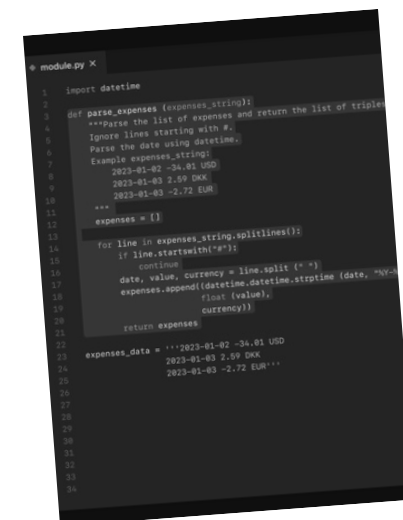 module.py ×
1 import datetime
2
3 def parse_expenses (expenses_string):
4 """Parse the list of expenses and return the list of triples
5 Ignore lines starting with #.
6 Parse the date using datetime.
7 Example expenses_string:
8 2023-01-02 -34.01 USD
9 2023-01-03 2.59 DKK
10 2023-01-03 -2.72 EUR
11 """
12 expenses = []
13
14 for line in expenses_string.splitlines():
15 if line.startswith("#"):
16 continue
17 date, value, currency = line.split (" ")
18 expenses.append((datetime.datetime.strptime (date, "%Y-%
19 float (value),
20 currency))
21 return expenses
22
23 expenses_data = '''2023-01-02 -34.01 USD
24 2023-01-03 2.59 DKK
25 2023-01-03 -2.72 EUR'''
26
27
28
29
30
31
32
33
34